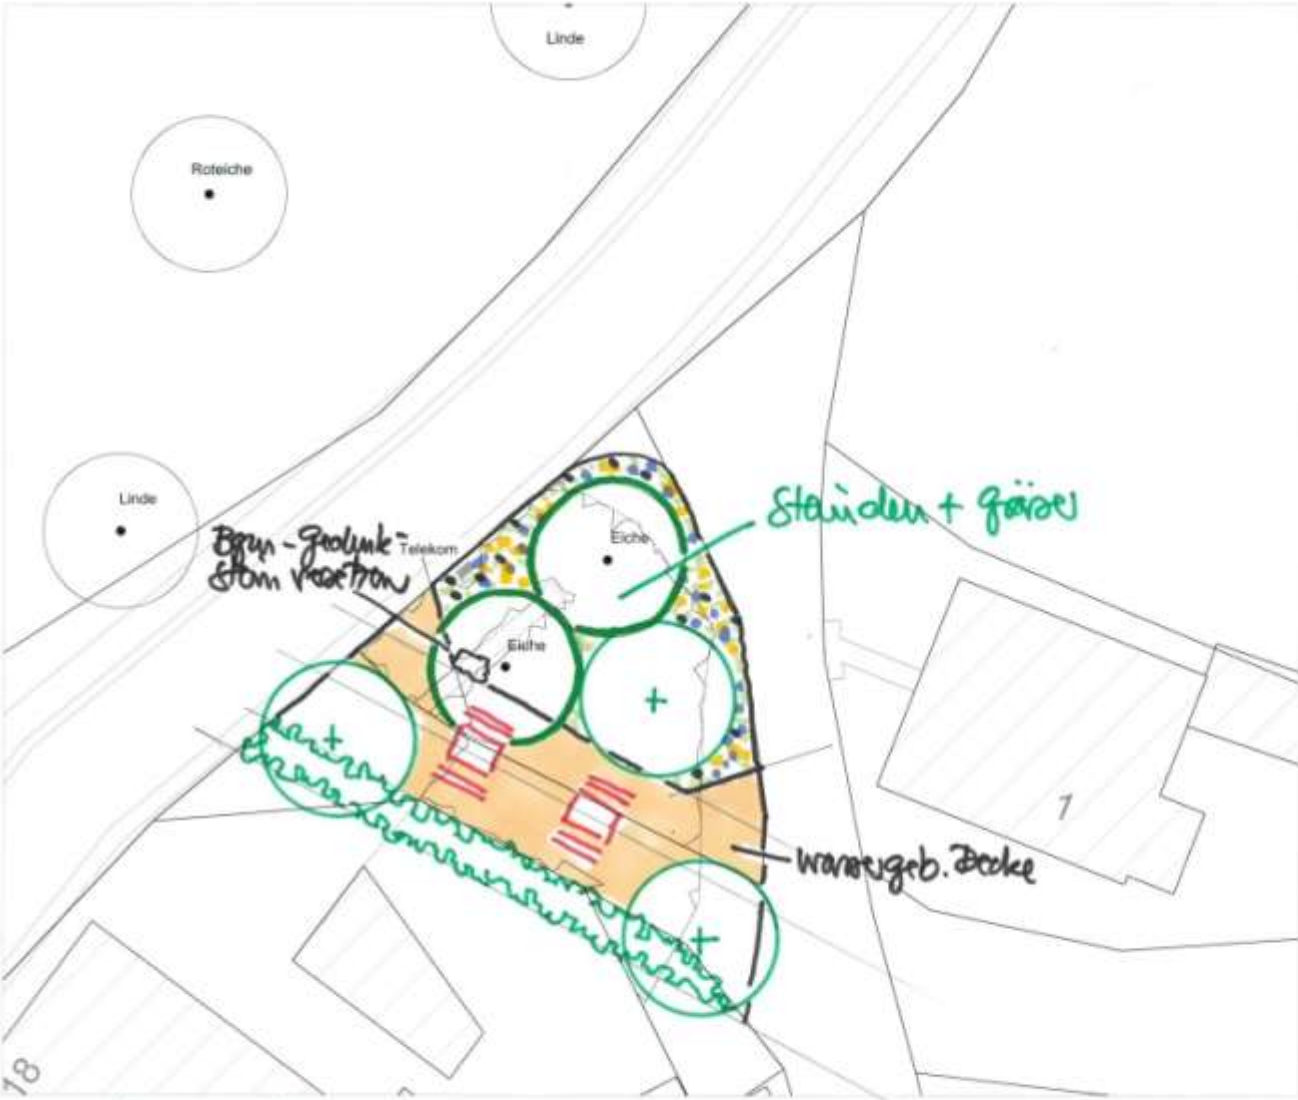 Linde
Roteiche
Linde
Telekom
Eiche
Stauden + Gräser
Eiche
wassergeb. Decke
1
18